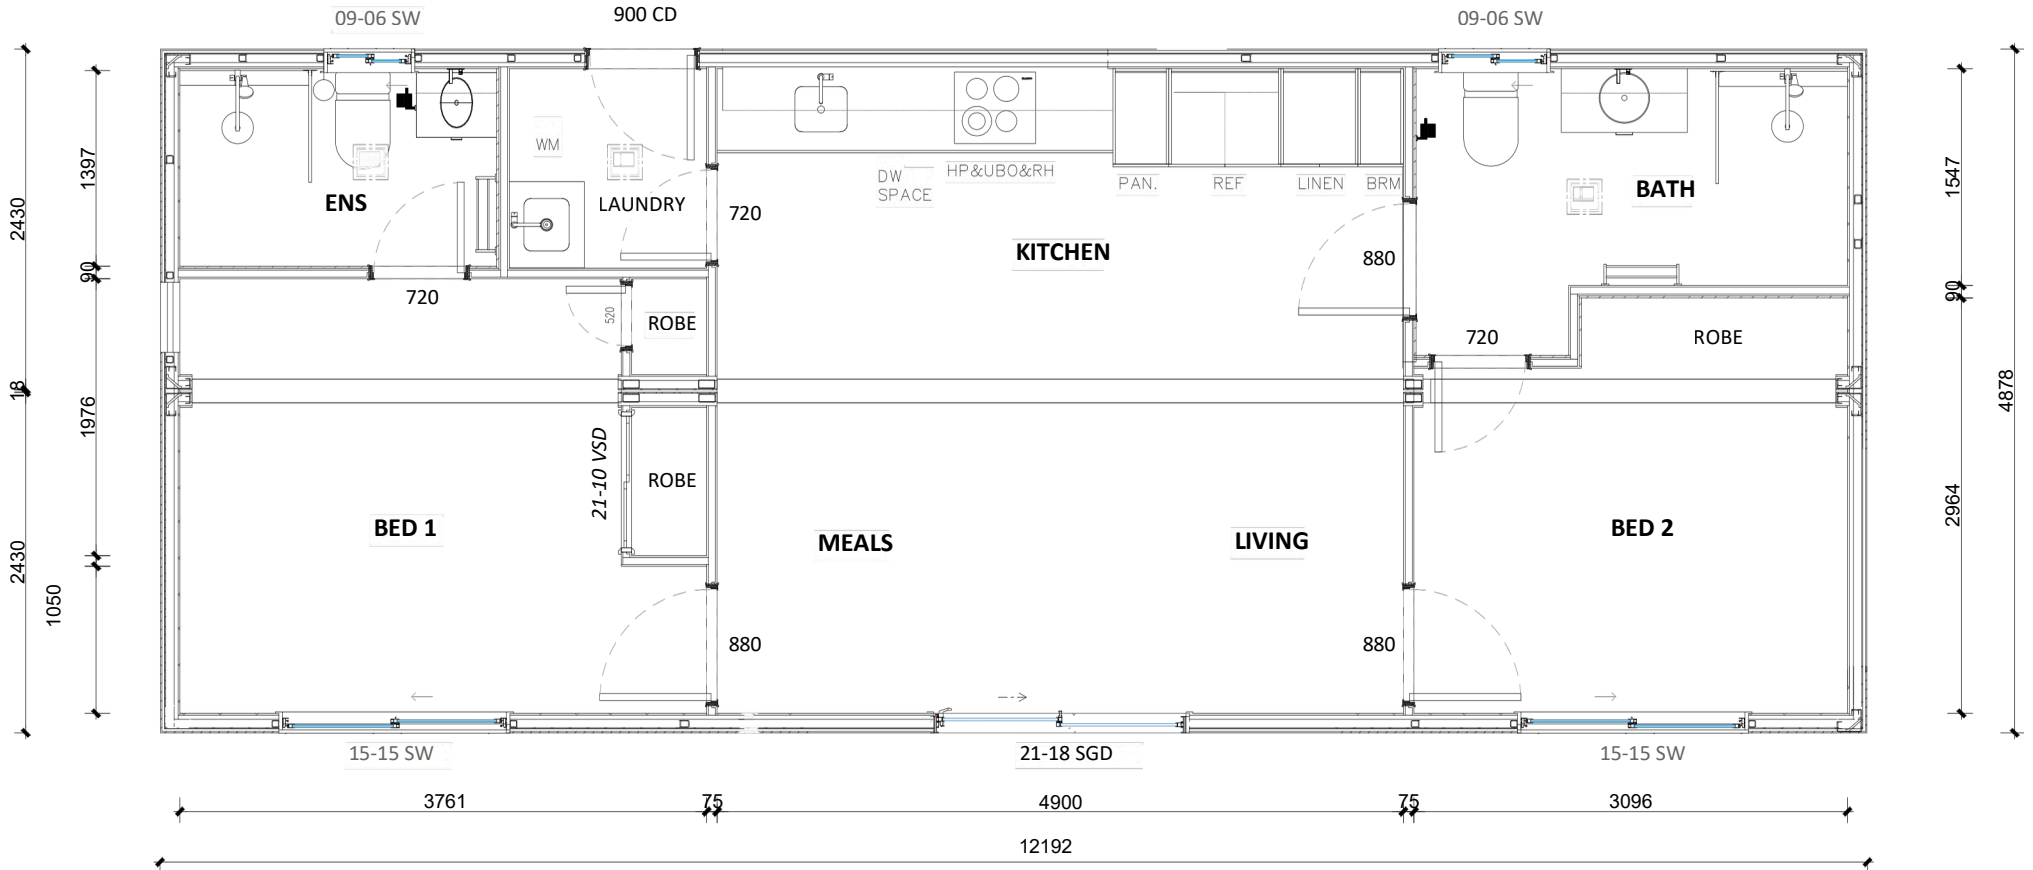 09-06 SW
900 CD
09-06 SW
WM
ENS
LAUNDRY
720
DW
SPACE
HP&UBO&RH
PAN.
REF
LINEN
BRM
BATH
KITCHEN
880
720
520
ROBE
720
ROBE
21-10 VSD
ROBE
BED 1
MEALS
LIVING
BED 2
880
880
15-15 SW
21-18 SGD
15-15 SW
2430
18
2430
1397
90
1976
1050
1547
90
2964
4878
3761
75
4900
75
3096
12192